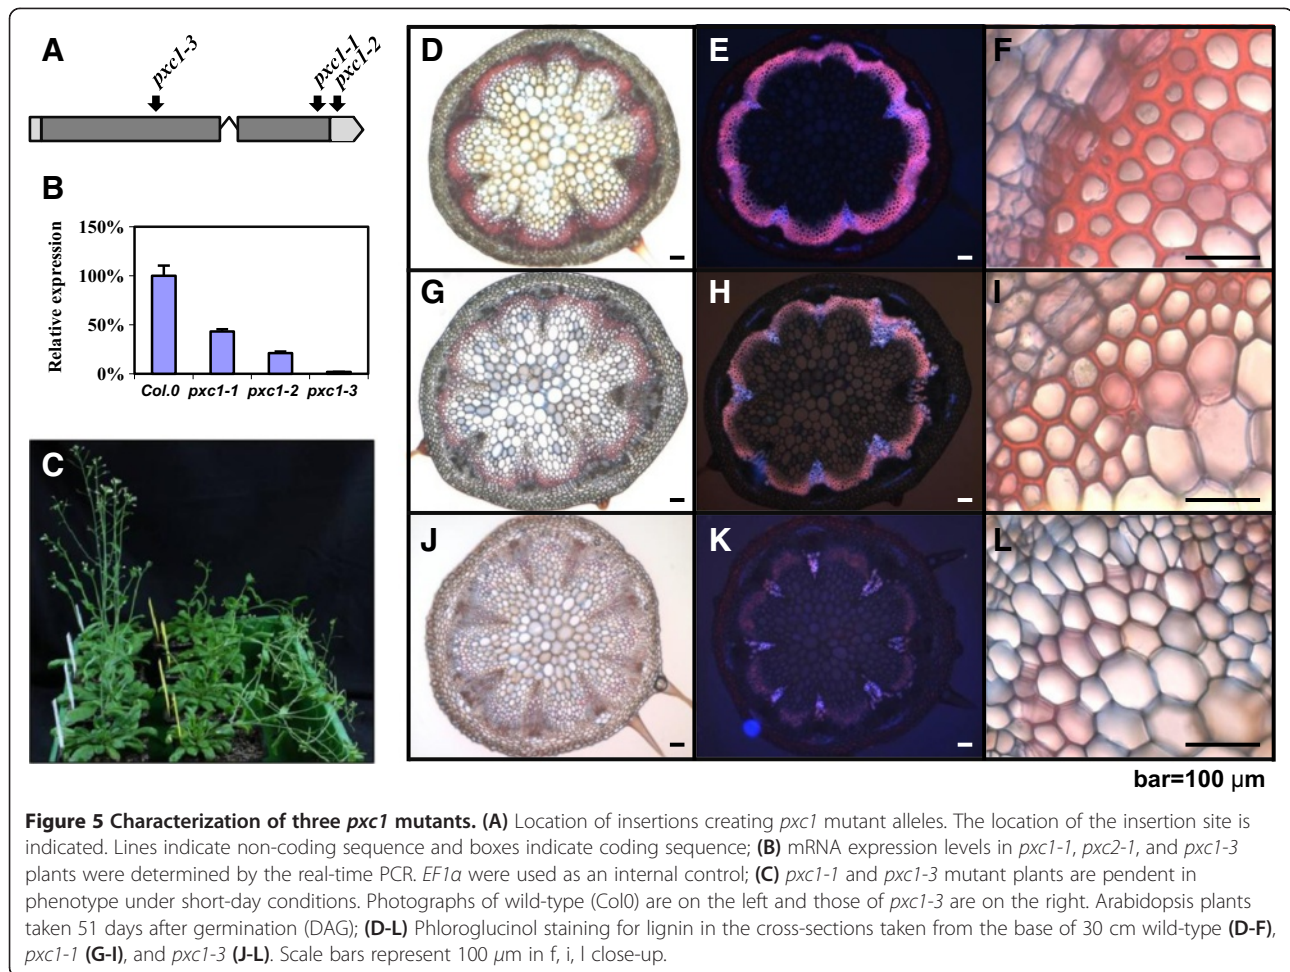 A
pxc1-3
pxc1-1
pxc1-2
B
Relative expression
150%
100%
50%
0%
Col.0 pxc1-1 pxc1-2 pxc1-3
C
D
E
F
G
H
I
J
K
L
bar=100 µm
Figure 5 Characterization of three pxc1 mutants. (A) Location of insertions creating pxc1 mutant alleles. The location of the insertion site is
indicated. Lines indicate non-coding sequence and boxes indicate coding sequence; (B) mRNA expression levels in pxc1-1, pxc2-1, and pxc1-3
plants were determined by the real-time PCR. EF1α were used as an internal control; (C) pxc1-1 and pxc1-3 mutant plants are pendent in
phenotype under short-day conditions. Photographs of wild-type (Col0) are on the left and those of pxc1-3 are on the right. Arabidopsis plants
taken 51 days after germination (DAG); (D-L) Phloroglucinol staining for lignin in the cross-sections taken from the base of 30 cm wild-type (D-F),
pxc1-1 (G-I), and pxc1-3 (J-L). Scale bars represent 100 µm in f, i, l close-up.